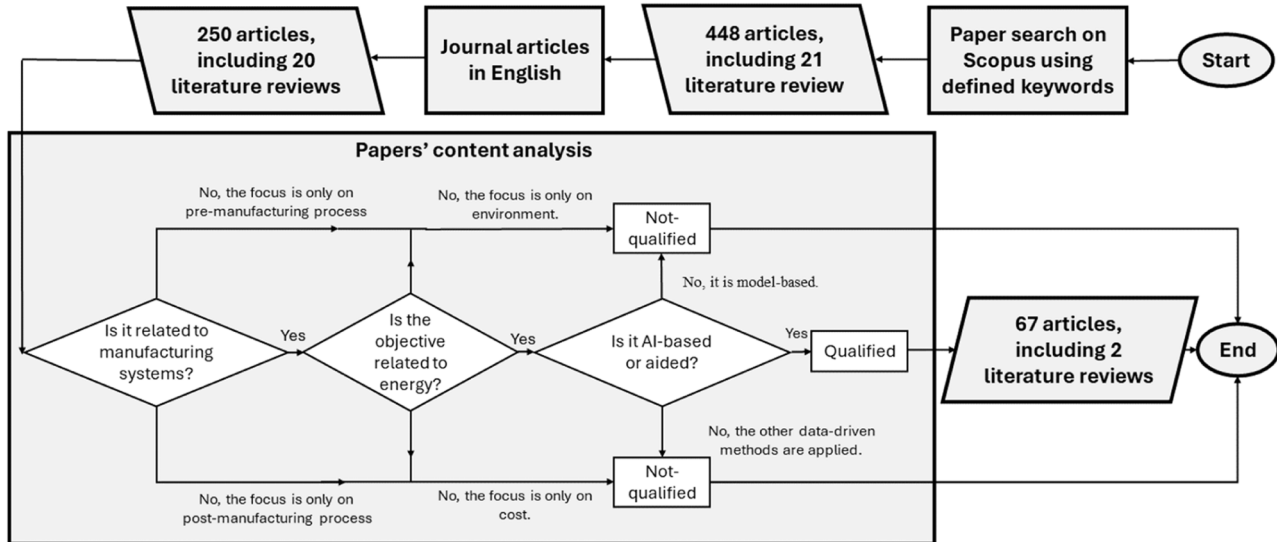 250 articles,
including 20
literature reviews
Journal articles
in English
448 articles,
including 21
literature review
Paper search on
Scopus using
defined keywords
Start
Papers' content analysis
No, the focus is only on
pre-manufacturing process
No, the focus is only on
environment.
Not-
qualified
No, it is model-based.
Is it related to
manufacturing
systems?
Yes
Is the
objective
related to
energy?
Yes
Is it AI-based
or aided?
Yes
Qualified
67 articles,
including 2
literature reviews
End
No, the other data-driven
methods are applied.
Not-
qualified
No, the focus is only on
post-manufacturing process
No, the focus is only on
cost.